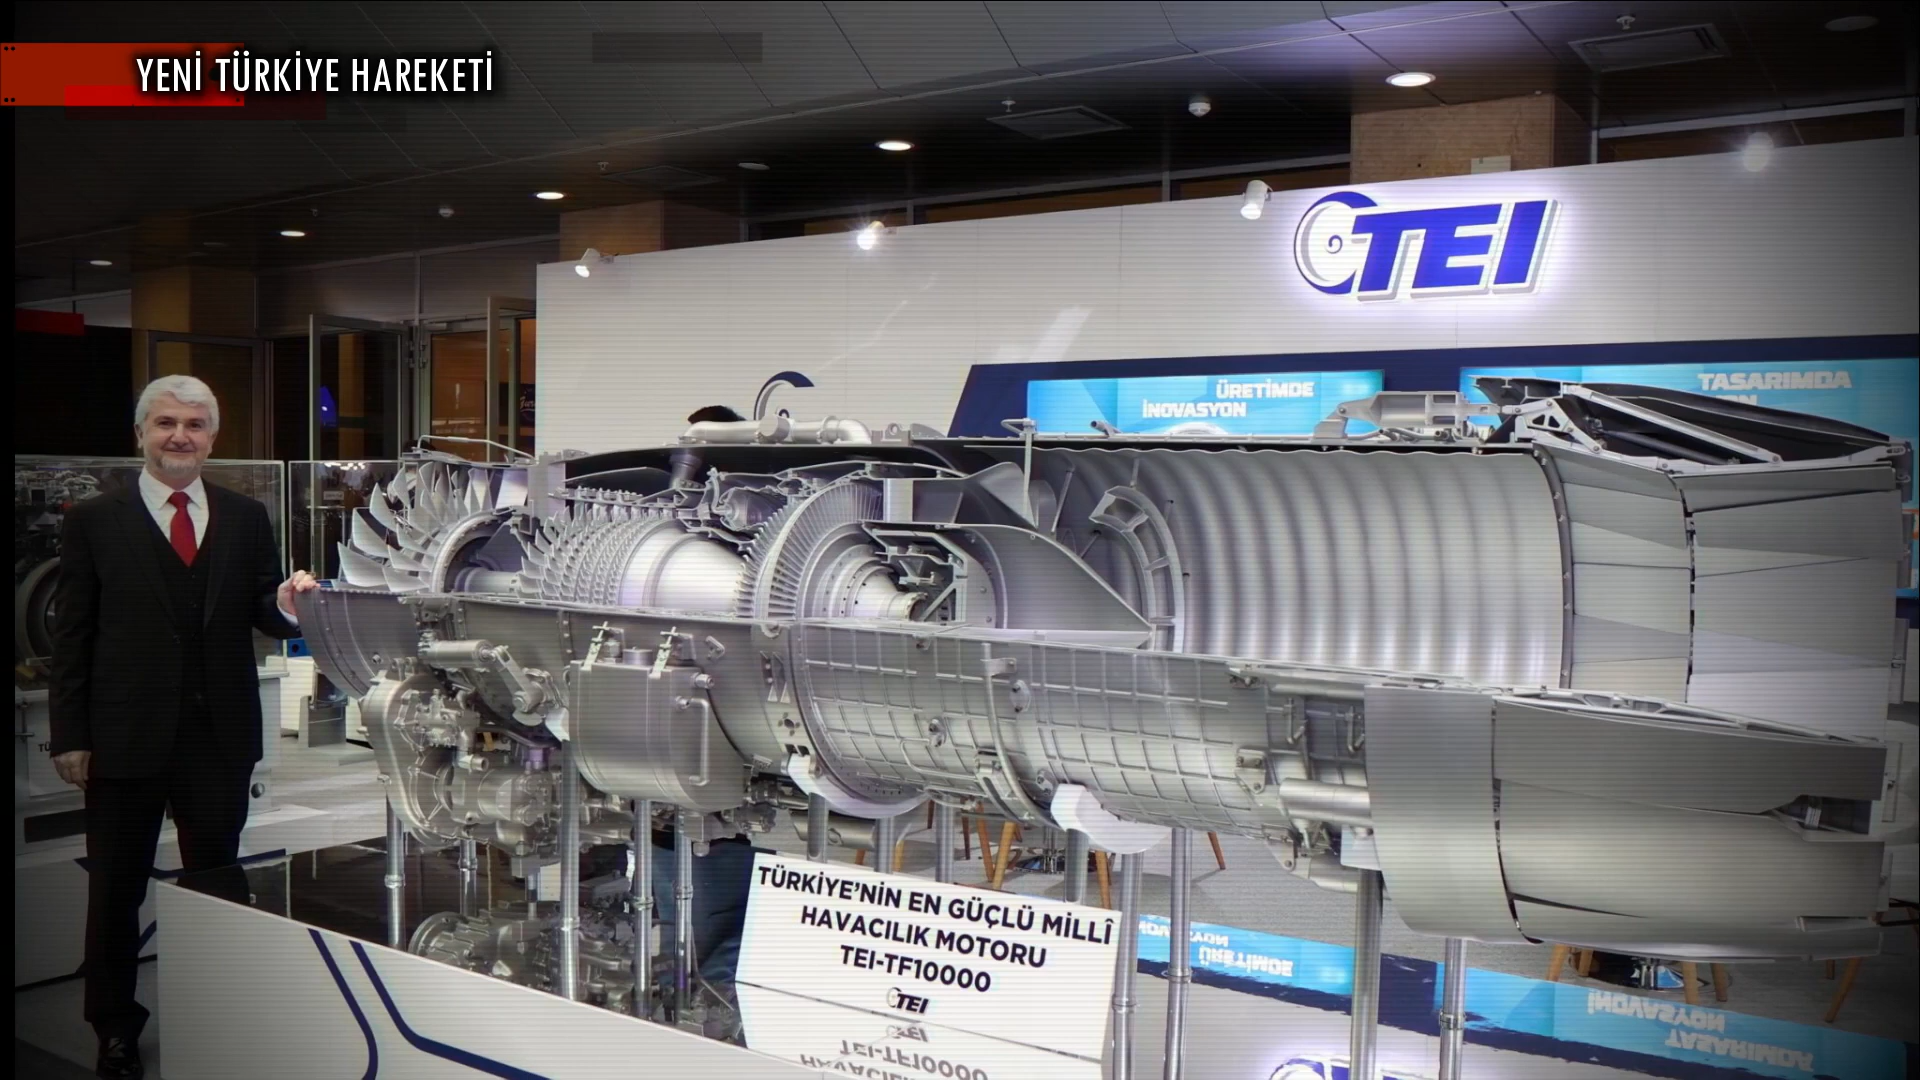 YENİ TÜRKİYE HAREKETİ
TEI
ÜRETİMDE
İNOVASYON
TASARIMDA
TÜRKİYE'NİN EN GÜÇLÜ MİLLÎ
HAVACILIK MOTORU
TEI-TF10000
TEI